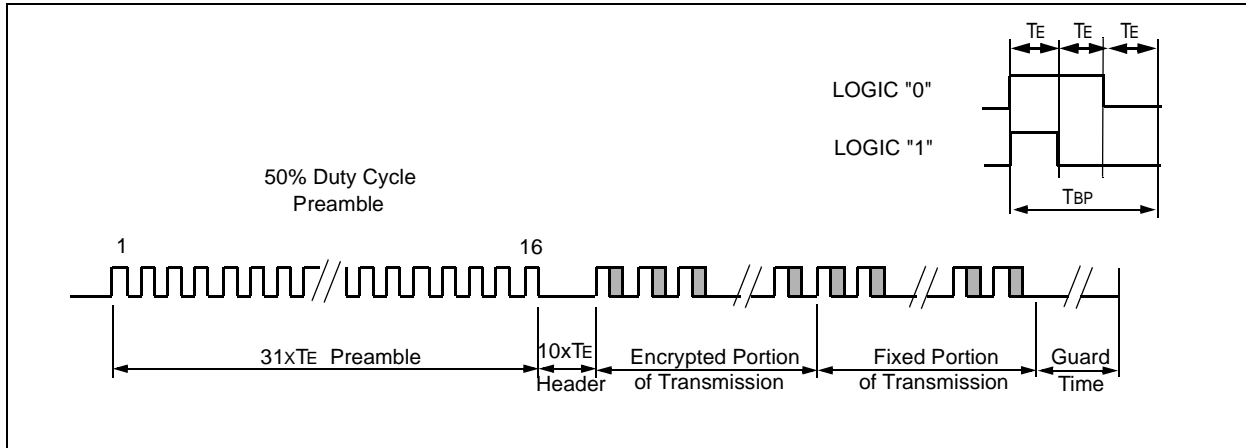 TE TE TE
LOGIC "0"
LOGIC "1"
TBP
50% Duty Cycle
Preamble
1
16
31XTE Preamble
10xTE
Header
Encrypted Portion
of Transmission
Fixed Portion
of Transmission
Guard
Time